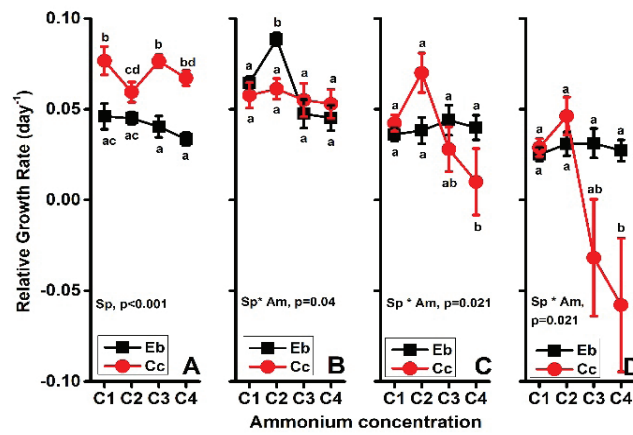 Relative Growth Rate (day⁻¹)
0.10
0.05
0.00
-0.05
-0.10
b
cd
b
bd
ac
ac
a
a
Sp, p<0.001
Eb
Cc
A
C1 C2 C3 C4
b
a
a
a
a
a
a
a
Sp* Am, p=0.04
Eb
Cc
B
C1 C2 C3 C4
a
a
a
a
a
a
ab
b
Sp * Am, p=0.021
Eb
Cc
C
C1 C2 C3 C4
a
a
a
a
a
a
ab
b
Sp * Am,
p=0.021
Eb
Cc
D
C1 C2 C3 C4
Ammonium concentration